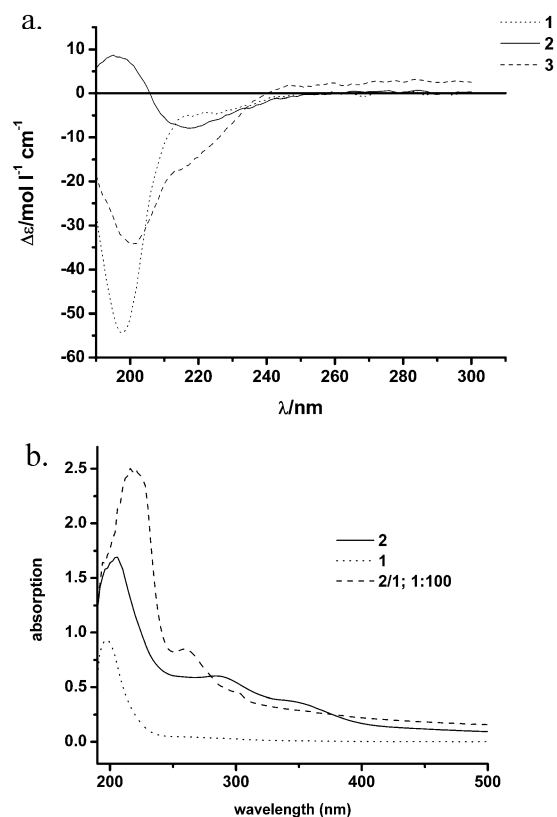 a.
1
2
3
10
0
-10
-20
-30
-40
-50
-60
Δε/mol l⁻¹ cm⁻¹
200 220 240 260 280 300
λ/nm
b.
2.5
2.0
1.5
1.0
0.5
0.0
absorption
2
1
2/1; 1:100
200 300 400 500
wavelength (nm)